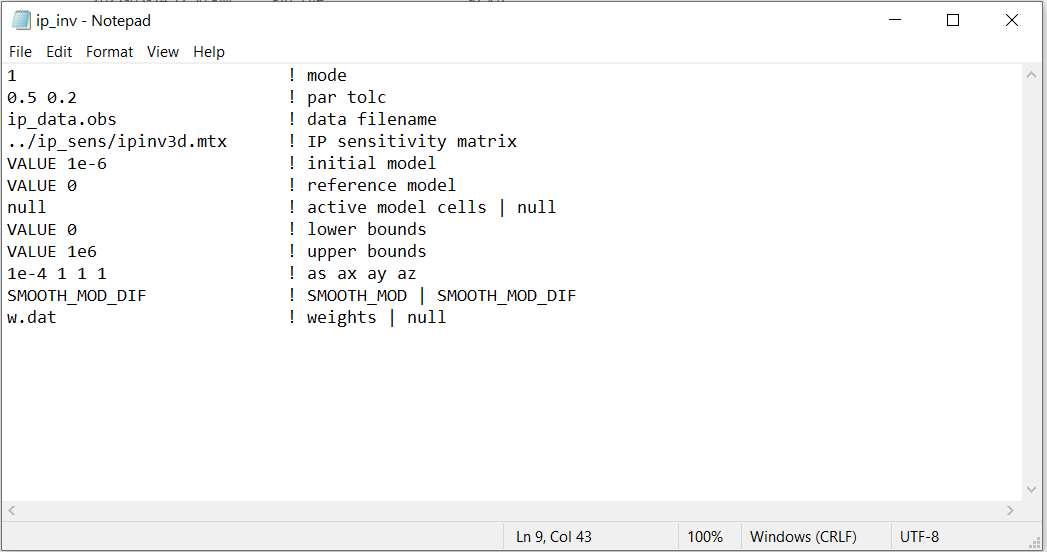 ip_inv - Notepad
File Edit Format View Help
1 ! mode
0.5 0.2 ! par tolc
ip_data.obs ! data filename
../ip_sens/ipinv3d.mtx ! IP sensitivity matrix
VALUE 1e-6 ! initial model
VALUE 0 ! reference model
null ! active model cells | null
VALUE 0 ! lower bounds
VALUE 1e6 ! upper bounds
1e-4 1 1 1 ! as ax ay az
SMOOTH_MOD_DIF ! SMOOTH_MOD | SMOOTH_MOD_DIF
w.dat ! weights | null
Ln 9, Col 43 100% Windows (CRLF) UTF-8